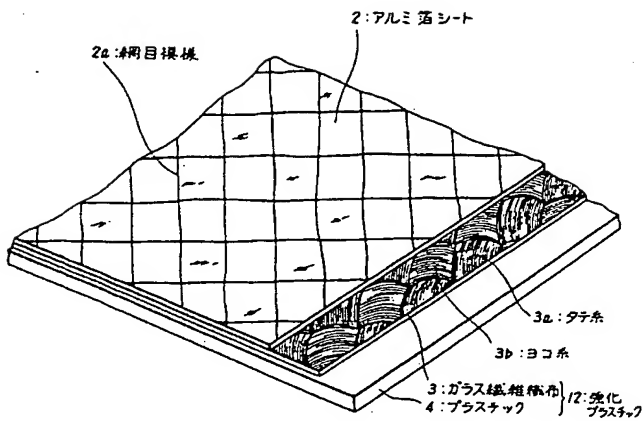 2:アルミ箔シート
2a:網目模様
3a:タテ糸
3b:ヨコ糸
3:ガラス繊維織布
4:プラスチック
12:強化
プラスチック